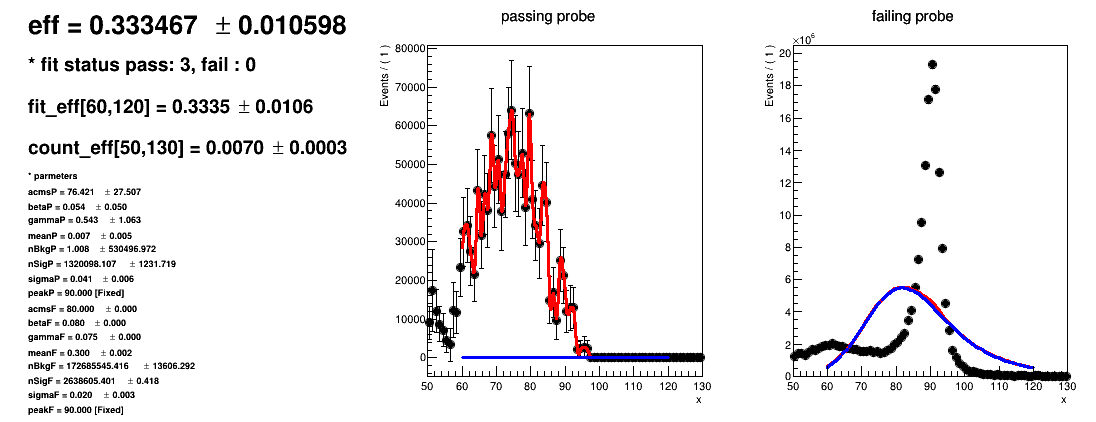 eff = 0.333467 ± 0.010598
* fit status pass: 3, fail : 0
fit_eff[60,120] = 0.3335 ± 0.0106
count_eff[50,130] = 0.0070 ± 0.0003
* parmeters
acmsP = 76.421 ± 27.507
betaP = 0.054 ± 0.050
gammaP = 0.543 ± 1.063
meanP = 0.007 ± 0.005
nBkgP = 1.008 ± 530496.972
nSigP = 1320098.107 ± 1231.719
sigmaP = 0.041 ± 0.006
peakP = 90.000 [Fixed]
acmsF = 80.000 ± 0.000
betaF = 0.080 ± 0.000
gammaF = 0.075 ± 0.000
meanF = 0.300 ± 0.002
nBkgF = 172685545.416 ± 13606.292
nSigF = 2638605.401 ± 0.418
sigmaF = 0.020 ± 0.003
peakF = 90.000 [Fixed]
passing probe
Events / ( 1 )
80000
70000
60000
50000
40000
30000
20000
10000
0
50 60 70 80 90 100 110 120 130
x
failing probe
×10⁶
Events / ( 1 )
20
18
16
14
12
10
8
6
4
2
0
50 60 70 80 90 100 110 120 130
x